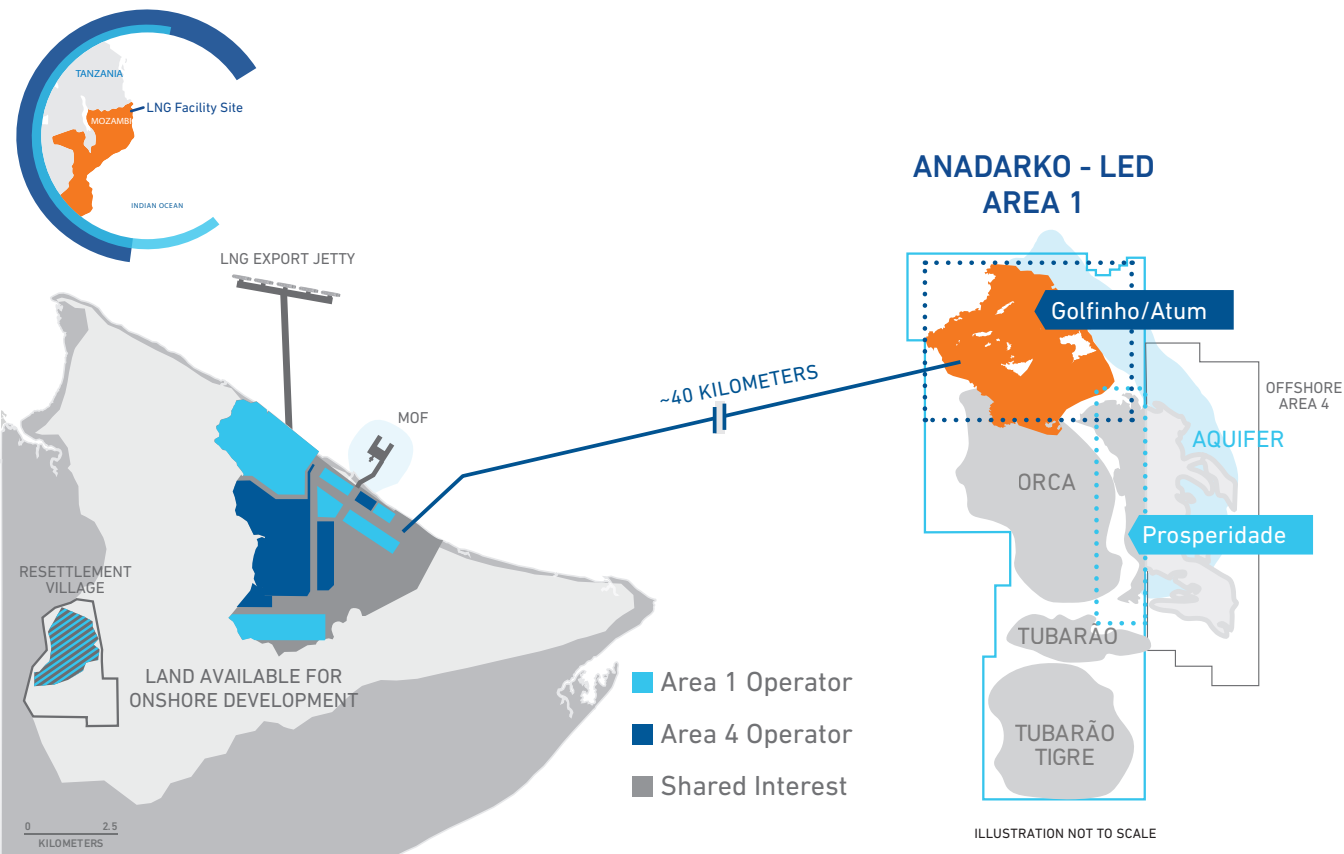 TANZANIA
LNG Facility Site
MOZAMBI
INDIAN OCEAN
LNG EXPORT JETTY
MOF
~40 KILOMETERS
ANADARKO - LED
AREA 1
Golfinho/Atum
OFFSHORE
AREA 4
AQUIFER
ORCA
Prosperidade
TUBARÃO
TUBARÃO
TIGRE
RESETTLEMENT
VILLAGE
LAND AVAILABLE FOR
ONSHORE DEVELOPMENT
Area 1 Operator
Area 4 Operator
Shared Interest
0 2.5
KILOMETERS
ILLUSTRATION NOT TO SCALE